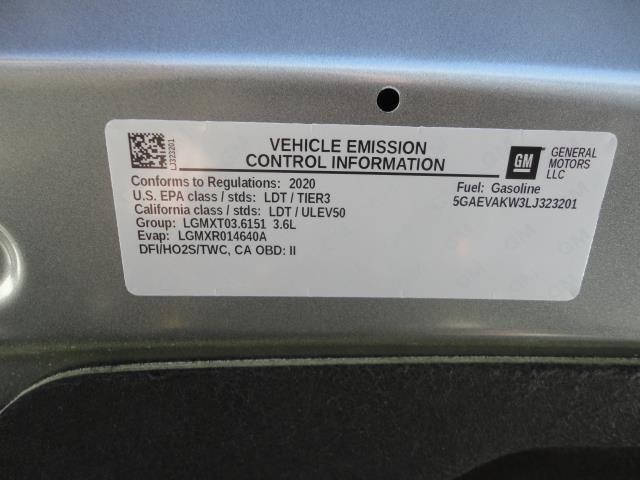 LJ323201
VEHICLE EMISSION
CONTROL INFORMATION
GM
GENERAL
MOTORS
LLC
Conforms to Regulations: 2020
U.S. EPA class / stds: LDT / TIER3
California class / stds: LDT / ULEV50
Group: LGMXT03.6151 3.6L
Evap: LGMXR014640A
DFI/HO2S/TWC, CA OBD: II
Fuel: Gasoline
5GAEVAKW3LJ323201